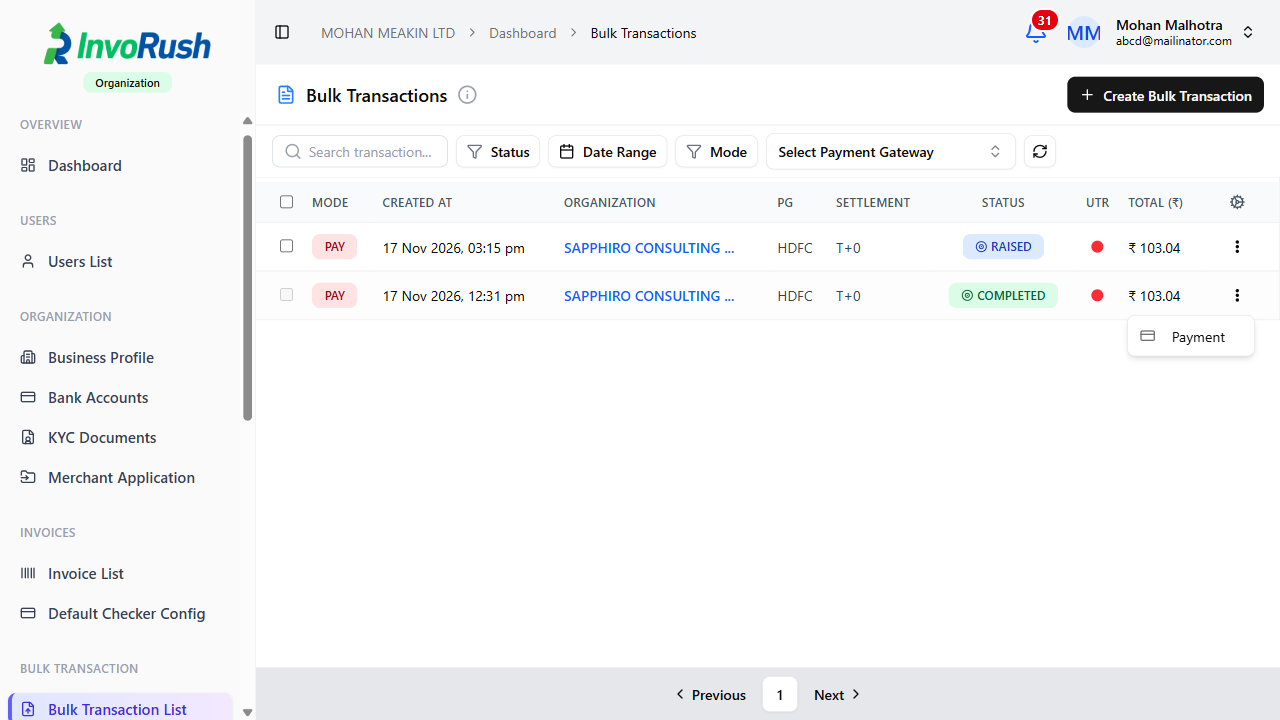 InvoRush
Organization
OVERVIEW
Dashboard
USERS
Users List
ORGANIZATION
Business Profile
Bank Accounts
KYC Documents
Merchant Application
INVOICES
Invoice List
Default Checker Config
BULK TRANSACTION
Bulk Transaction List
MOHAN MEAKIN LTD > Dashboard > Bulk Transactions
31
MM
Mohan Malhotra
abcd@mailinator.com
Bulk Transactions
+ Create Bulk Transaction
Search transaction... Status Date Range Mode Select Payment Gateway
MODE CREATED AT ORGANIZATION PG SETTLEMENT STATUS UTR TOTAL (₹)
PAY 17 Nov 2026, 03:15 pm SAPPHIRO CONSULTING ... HDFC T+0 RAISED ₹ 103.04
PAY 17 Nov 2026, 12:31 pm SAPPHIRO CONSULTING ... HDFC T+0 COMPLETED ₹ 103.04
Payment
Previous 1 Next